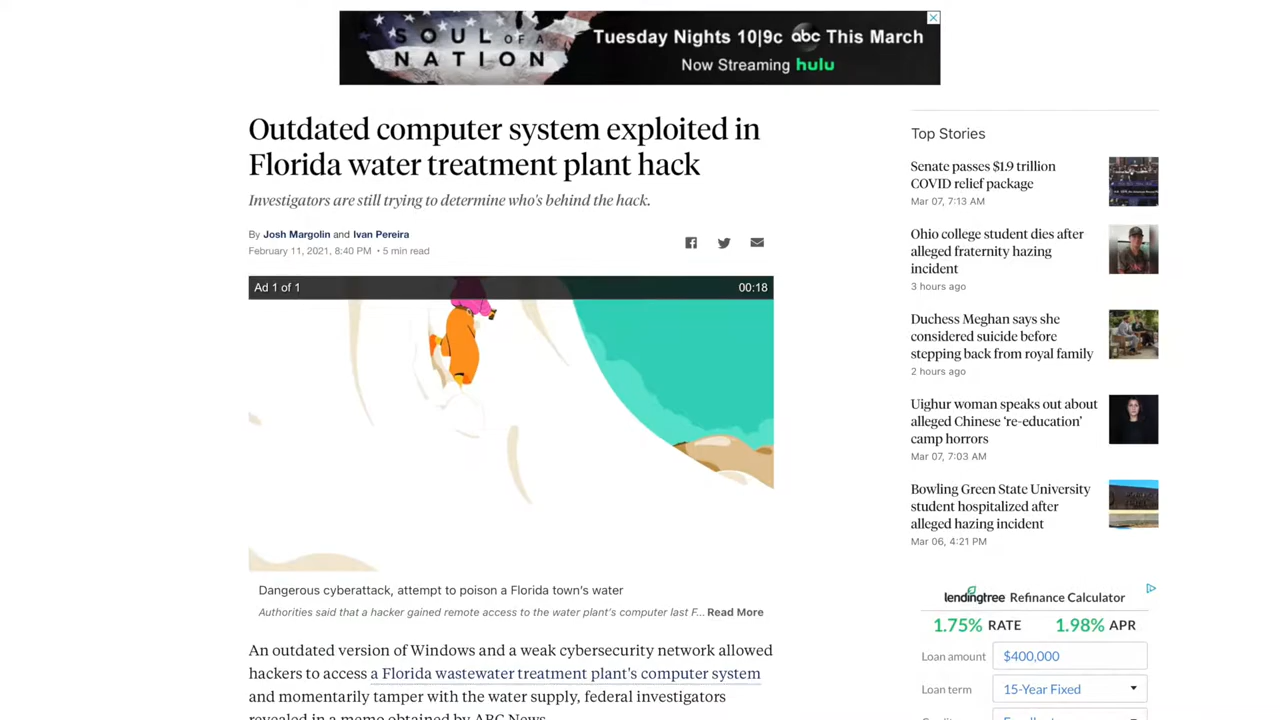 SOUL OF A
NATION
Tuesday Nights 10|9c abc This March
Now Streaming hulu
Outdated computer system exploited in
Florida water treatment plant hack
Investigators are still trying to determine who's behind the hack.
By Josh Margolin and Ivan Pereira
February 11, 2021, 8:40 PM • 5 min read
Ad 1 of 1
00:18
Dangerous cyberattack, attempt to poison a Florida town's water
Authorities said that a hacker gained remote access to the water plant's computer last F... Read More
An outdated version of Windows and a weak cybersecurity network allowed
hackers to access a Florida wastewater treatment plant's computer system
and momentarily tamper with the water supply, federal investigators
revealed in a memo obtained by ABC News.
Top Stories
Senate passes $1.9 trillion
COVID relief package
Mar 07, 7:13 AM
Ohio college student dies after
alleged fraternity hazing
incident
3 hours ago
Duchess Meghan says she
considered suicide before
stepping back from royal family
2 hours ago
Uighur woman speaks out about
alleged Chinese ‘re-education’
camp horrors
Mar 07, 7:03 AM
Bowling Green State University
student hospitalized after
alleged hazing incident
Mar 06, 4:21 PM
lendingtree Refinance Calculator
1.75% RATE 1.98% APR
Loan amount $400,000
Loan term 15-Year Fixed